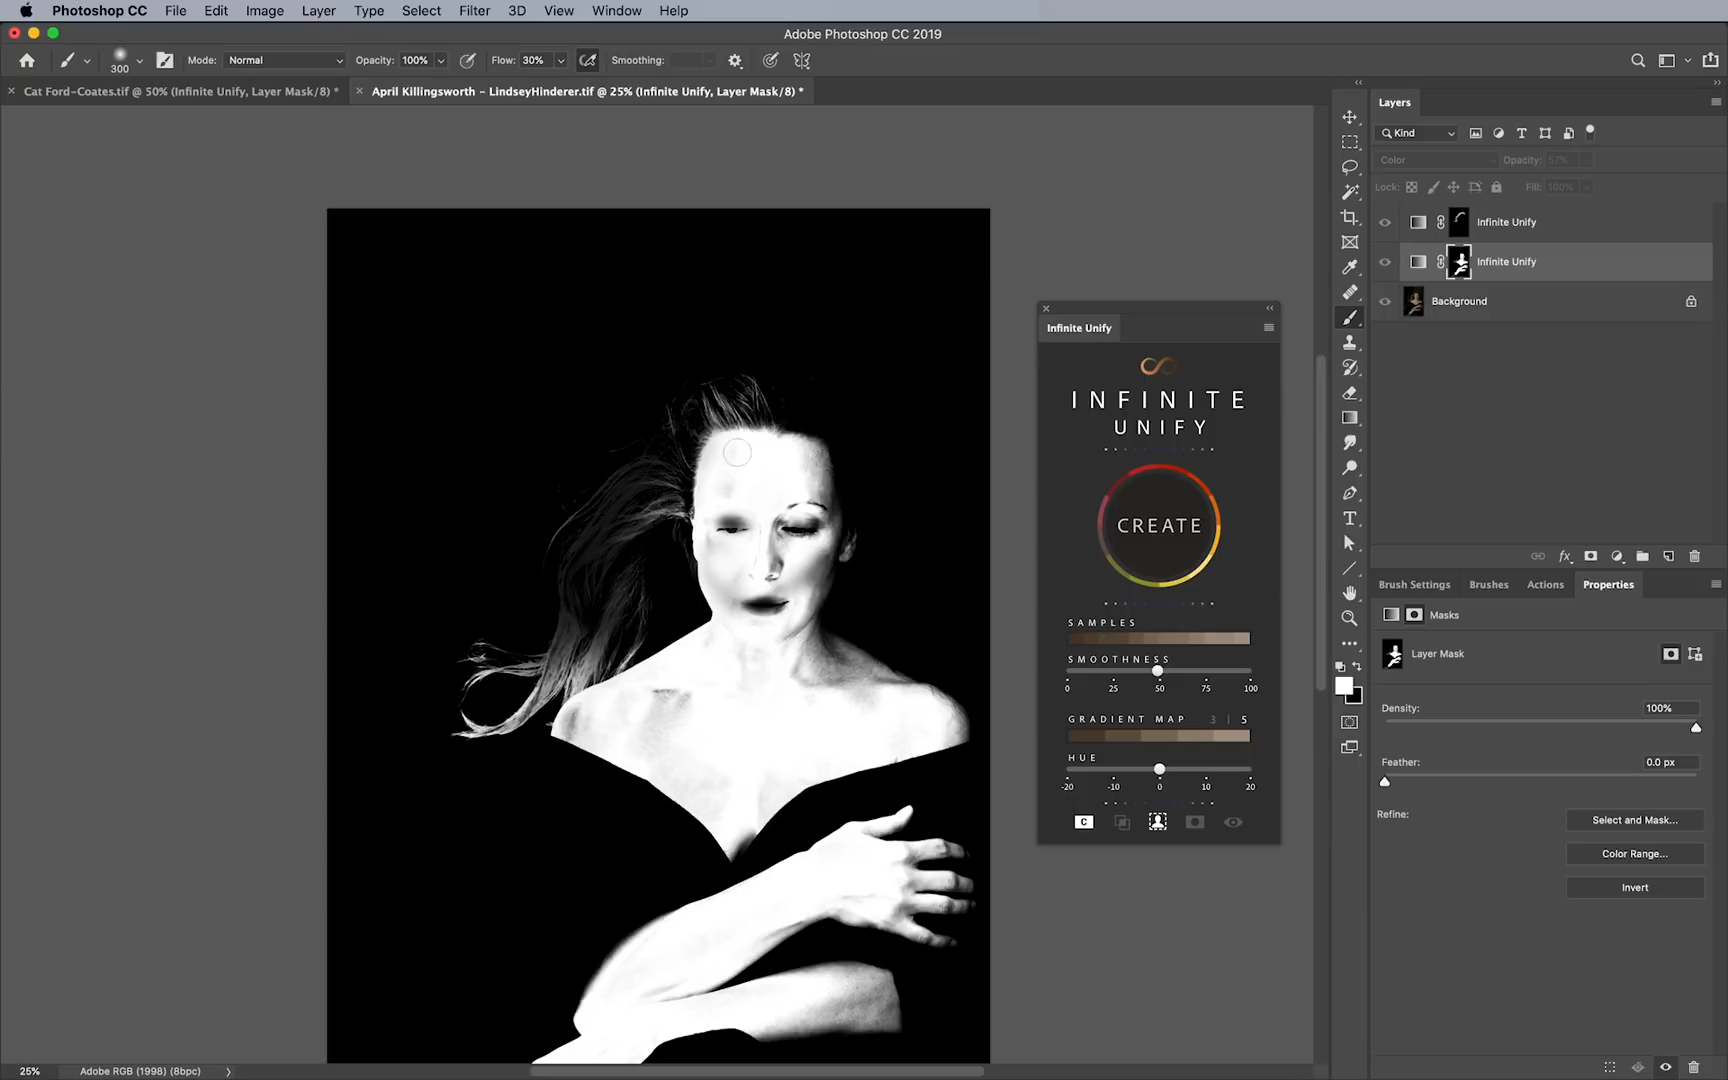 Photoshop CC File Edit Image Layer Type Select Filter 3D View Window Help
Adobe Photoshop CC 2019
300 Mode: Normal Opacity: 100% Flow: 30% Smoothing:
Cat Ford-Coates.tif @ 50% (Infinite Unify, Layer Mask/8) *
April Killingsworth - LindseyHinderer.tif @ 25% (Infinite Unify, Layer Mask/8) *
Layers
Kind
Color Opacity: 57%
Lock: Fill: 100%
Infinite Unify
Infinite Unify
Background
Infinite Unify
INFINITE
UNIFY
CREATE
SAMPLES
SMOOTHNESS
0 25 50 75 100
GRADIENT MAP 3 | 5
HUE
-20 -10 0 10 20
C
Brush Settings Brushes Actions Properties
Masks
Layer Mask
Density: 100%
Feather: 0.0 px
Refine: Select and Mask...
Color Range...
Invert
25% Adobe RGB (1998) (8bpc)